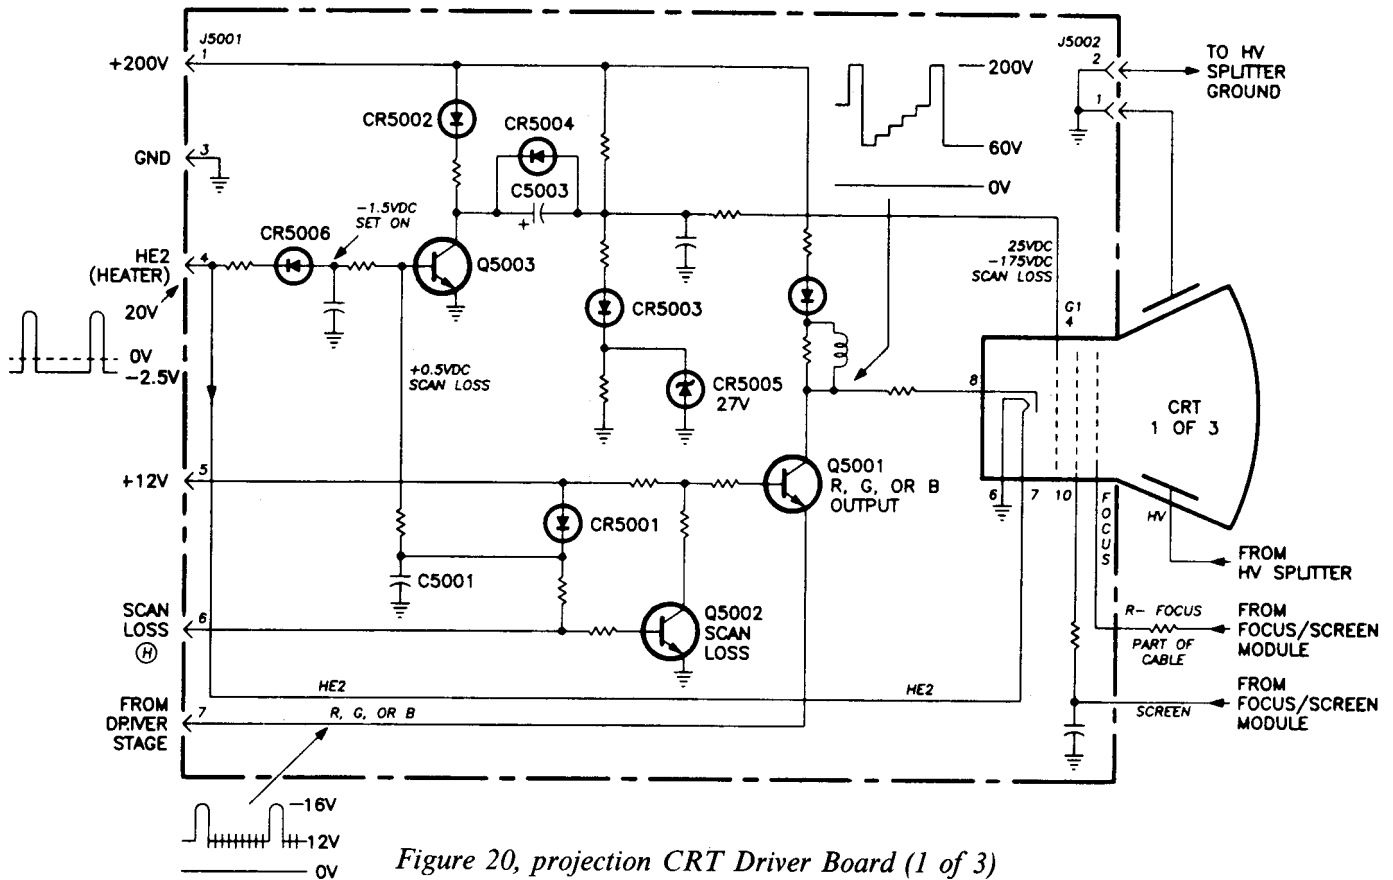 J5001
1
+200V
CR5002
CR5004
C5003
+
200V
60V
0V
J5002
2
1
TO HV
SPLITTER
GROUND
3
GND
-1.5VDC
SET ON
CR5006
4
HE2
(HEATER)
Q5003
20V
0V
-2.5V
CR5003
25VDC
-175VDC
SCAN LOSS
G1
4
+0.5VDC
SCAN LOSS
CR5005
27V
8
CRT
1 OF 3
5
+12V
Q5001
R, G, OR B
OUTPUT
6
7
10
FOCUS
HV
CR5001
C5001
FROM
HV SPLITTER
SCAN
LOSS
H
6
Q5002
SCAN
LOSS
R- FOCUS
PART OF
CABLE
FROM
FOCUS/SCREEN
MODULE
HE2
HE2
FROM
DRIVER
STAGE
7
R, G, OR B
SCREEN
FROM
FOCUS/SCREEN
MODULE
-16V
12V
0V
Figure 20, projection CRT Driver Board (1 of 3)